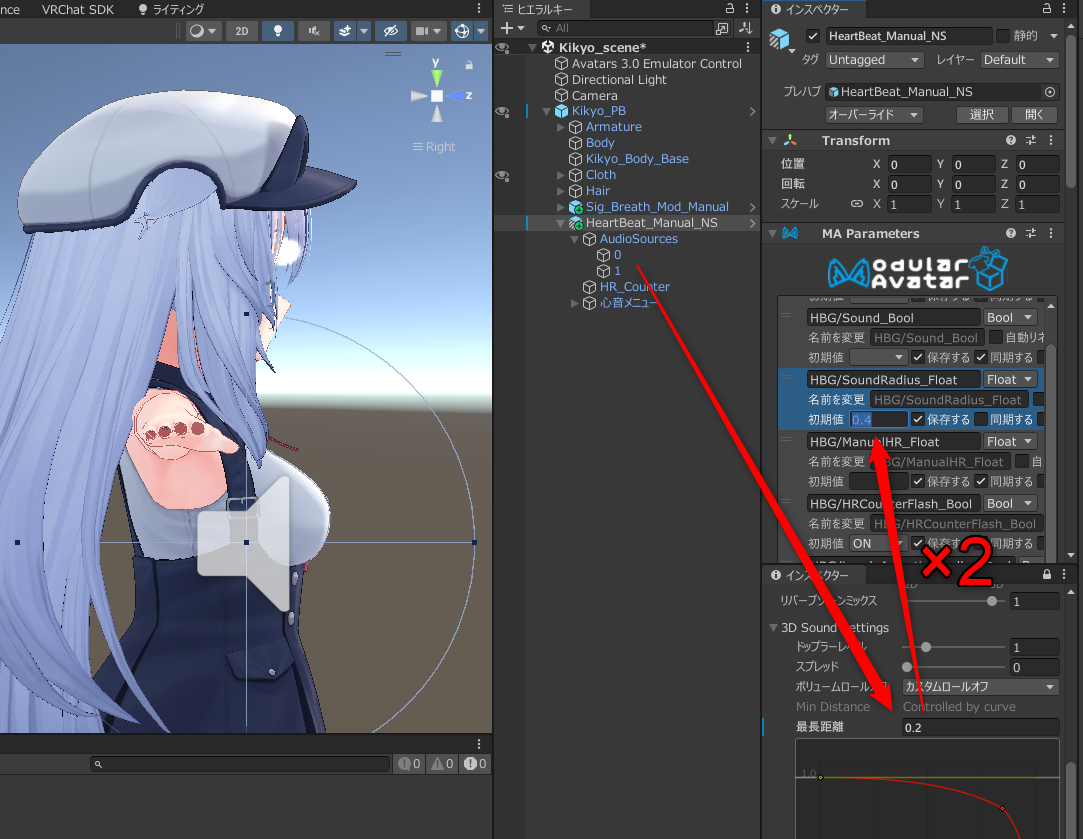 nce VRChat SDK ライティング
2D
y
z
Right
0 0 0
ヒエラルキー
All
Kikyo_scene*
Avatars 3.0 Emulator Control
Directional Light
Camera
Kikyo_PB
Armature
Body
Kikyo_Body_Base
Cloth
Hair
Sig_Breath_Mod_Manual
HeartBeat_Manual_NS
AudioSources
0
1
HR_Counter
心音メニュー
インスペクター
HeartBeat_Manual_NS 静的
タグ Untagged レイヤー Default
プレハブ HeartBeat_Manual_NS
オーバーライド 選択 開く
Transform
位置 X 0 Y 0 Z 0
回転 X 0 Y 0 Z 0
スケール X 1 Y 1 Z 1
MA Parameters
Modular Avatar
HBG/Sound_Bool Bool
名前を変更 HBG/Sound_Bool 自動リネ
初期値 保存する 同期する
HBG/SoundRadius_Float Float
名前を変更 HBG/SoundRadius_Float
初期値 0.4 保存する 同期する
HBG/ManualHR_Float Float
名前を変更 HBG/ManualHR_Float 自
初期値 保存する 同期する
HBG/HRCounterFlash_Bool Bool
名前を変更 HBG/HRCounterFlash_Bool
初期値 ON 保存する 同期する
×2
インスペクター
リバーブゾーンミックス 1
3D Sound Settings
ドップラーレベル 1
スプレッド 0
ボリュームロールオフ カスタムロールオフ
Min Distance Controlled by curve
最長距離 0.2
1.0